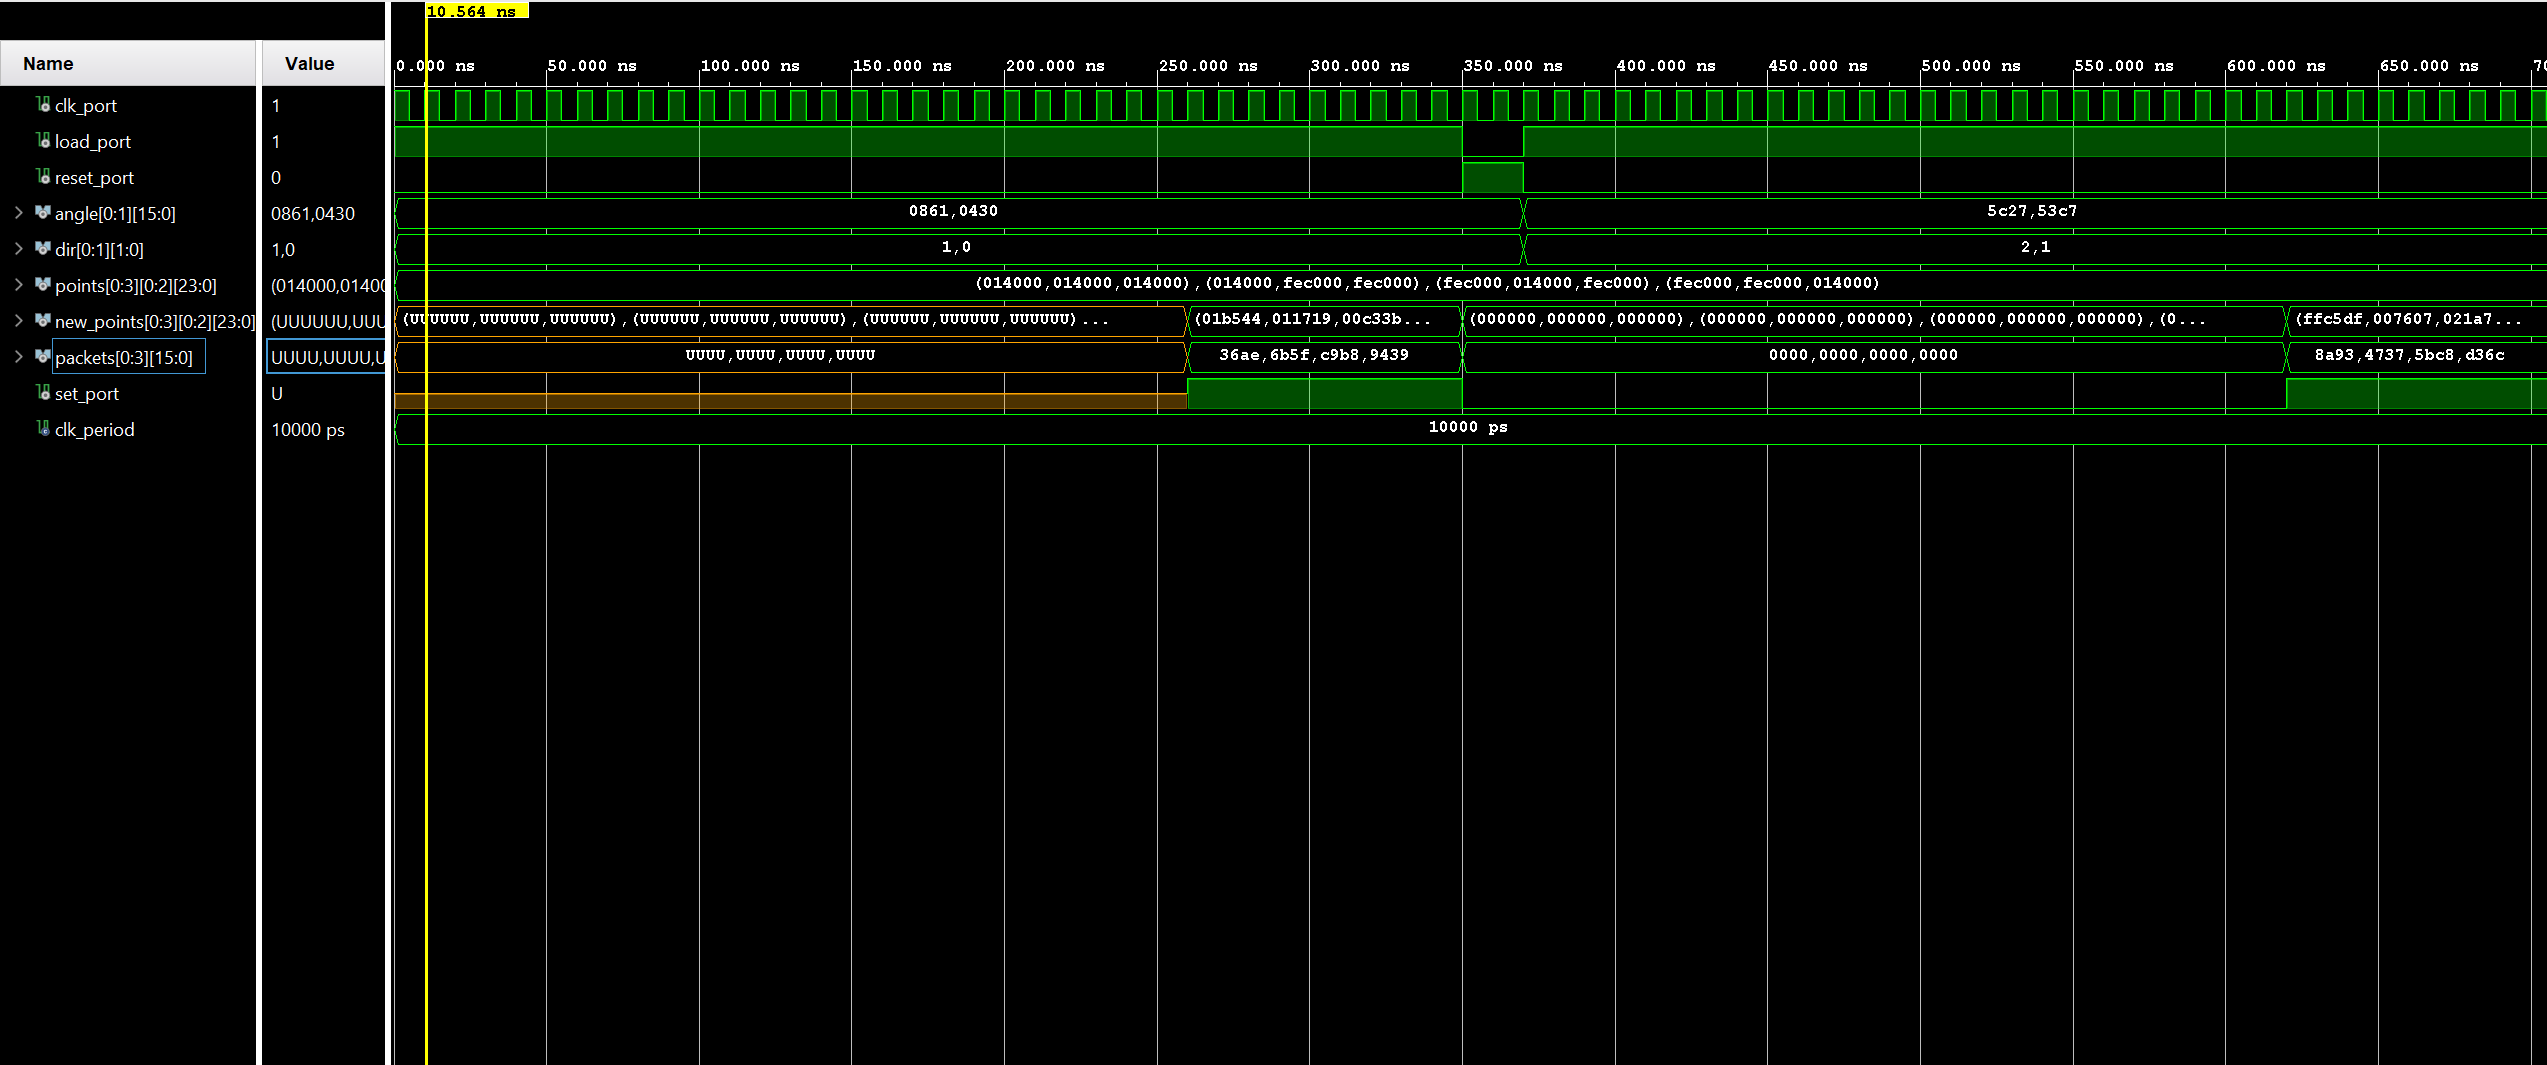 10.564 ns
Name Value 0.000 ns 50.000 ns 100.000 ns 150.000 ns 200.000 ns 250.000 ns 300.000 ns 350.000 ns 400.000 ns 450.000 ns 500.000 ns 550.000 ns 600.000 ns 650.000 ns 70
clk_port 1
load_port 1
reset_port 0
angle[0:1][15:0] 0861,0430 0861,0430 5c27,53c7
dir[0:1][1:0] 1,0 1,0 2,1
points[0:3][0:2][23:0] (014000,01400 (014000,014000,014000),(014000,fec000,fec000),(fec000,014000,fec000),(fec000,fec000,014000)
new_points[0:3][0:2][23:0] (UUUUUU,UUU (UUUUUU,UUUUUU,UUUUUU),(UUUUUU,UUUUUU,UUUUUU),(UUUUUU,UUUUUU,UUUUUU)... (01b544,011719,00c33b... (000000,000000,000000),(000000,000000,000000),(000000,000000,000000),(0... (ffc5df,007607,021a7...
packets[0:3][15:0] UUUU,UUUU,U UUUU,UUUU,UUUU,UUUU 36ae,6b5f,c9b8,9439 0000,0000,0000,0000 8a93,4737,5bc8,d36c
set_port U
clk_period 10000 ps 10000 ps